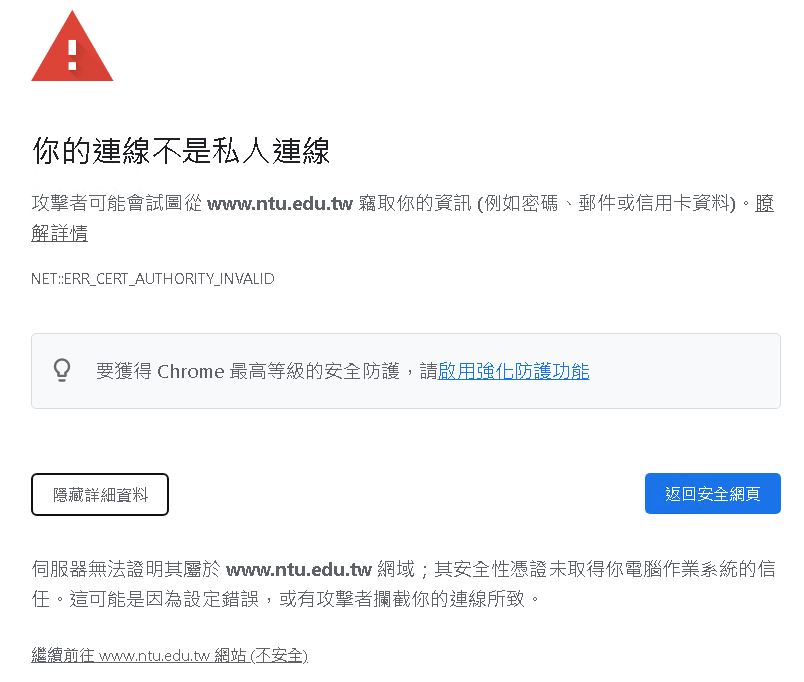 你的連線不是私人連線
攻擊者可能會試圖從 www.ntu.edu.tw 竊取你的資訊 (例如密碼、郵件或信用卡資料)。瞭
解詳情
NET::ERR_CERT_AUTHORITY_INVALID
要獲得 Chrome 最高等級的安全防護，請啟用強化防護功能
隱藏詳細資料
返回安全網頁
伺服器無法證明其屬於 www.ntu.edu.tw 網域；其安全性憑證未取得你電腦作業系統的信
任。這可能是因為設定錯誤，或有攻擊者攔截你的連線所致。
繼續前往 www.ntu.edu.tw 網站 (不安全)